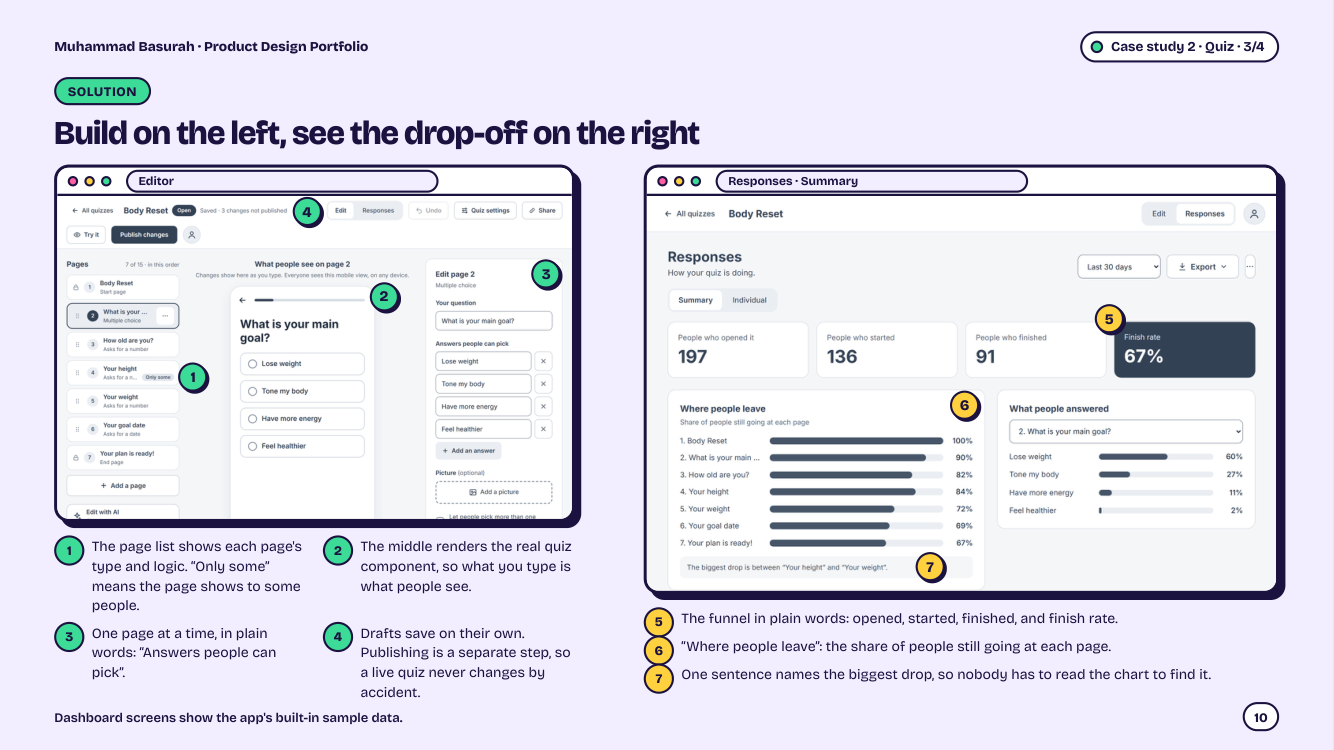 Muhammad Basurah · Product Design Portfolio
Case study 2 · Quiz · 3/4
SOLUTION
Build on the left, see the drop-off on the right
Editor
← All quizzes
Body Reset
Open
Saved · 3 changes not published
4
Edit
Responses
Undo
Quiz settings
Share
Try it
Publish changes
Pages
7 of 15 · in this order
1
Body Reset
Start page
2
What is your ...
Multiple choice
3
How old are you?
Asks for a number
4
Your height
Asks for a n...
Only some
1
5
Your weight
Asks for a number
6
Your goal date
Asks for a date
7
Your plan is ready!
End page
+ Add a page
Edit with AI
What people see on page 2
Changes show here as you type. Everyone sees this mobile view, on any device.
2
What is your main
goal?
Lose weight
Tone my body
Have more energy
Feel healthier
Edit page 2
Multiple choice
3
Your question
What is your main goal?
Answers people can pick
Lose weight
Tone my body
Have more energy
Feel healthier
+ Add an answer
Picture (optional)
Add a picture
Let people pick more than one
1
The page list shows each page's
type and logic. “Only some”
means the page shows to some
people.
2
The middle renders the real quiz
component, so what you type is
what people see.
3
One page at a time, in plain
words: “Answers people can
pick”.
4
Drafts save on their own.
Publishing is a separate step, so
a live quiz never changes by
accident.
Responses · Summary
← All quizzes
Body Reset
Edit
Responses
Responses
How your quiz is doing.
Last 30 days
Export
Summary
Individual
People who opened it
197
People who started
136
People who finished
91
5
Finish rate
67%
Where people leave
6
Share of people still going at each page
1. Body Reset 100%
2. What is your main ... 90%
3. How old are you? 82%
4. Your height 84%
5. Your weight 72%
6. Your goal date 69%
7. Your plan is ready! 67%
The biggest drop is between “Your height” and “Your weight”.
7
What people answered
2. What is your main goal?
Lose weight 60%
Tone my body 27%
Have more energy 11%
Feel healthier 2%
5
The funnel in plain words: opened, started, finished, and finish rate.
6
“Where people leave”: the share of people still going at each page.
7
One sentence names the biggest drop, so nobody has to read the chart to find it.
Dashboard screens show the app's built-in sample data.
10